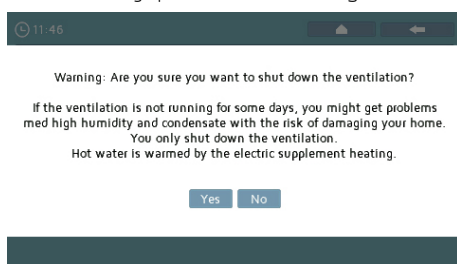 11:46
Warning: Are you sure you want to shut down the ventilation?
If the ventilation is not running for some days, you might get problems
med high humidity and condensate with the risk of damaging your home.
You only shut down the ventilation.
Hot water is warmed by the electric supplement heating.
Yes No